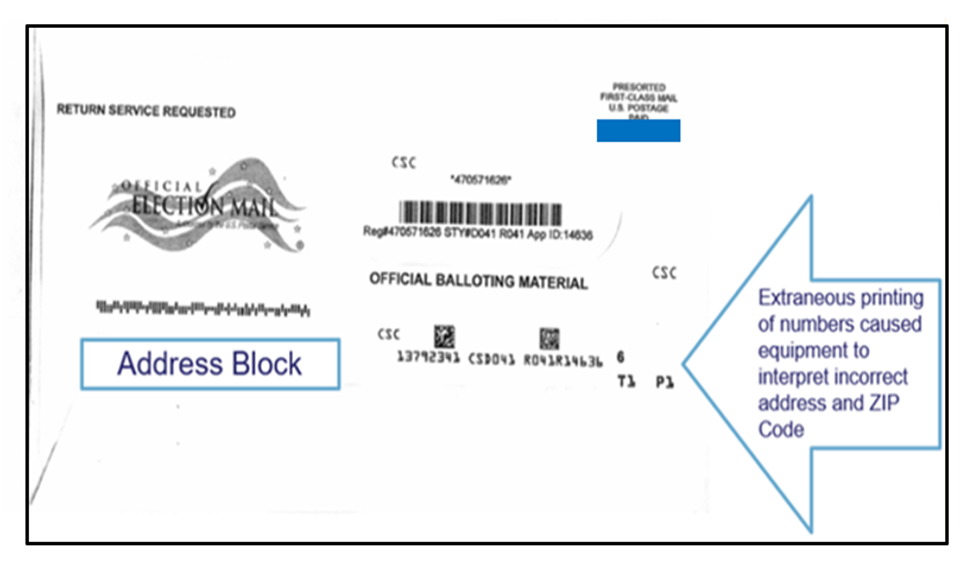 RETURN SERVICE REQUESTED
PRESORTED
FIRST-CLASS MAIL
U.S. POSTAGE
PAID
CSC
*470571626*
Reg#470571626 STY#D041 R041 App ID:14636
OFFICIAL
ELECTION MAIL
OFFICIAL BALLOTING MATERIAL
CSC
CSC
13792341 CSD041 R041R14636
6
T1 P1
Address Block
Extraneous printing
of numbers caused
equipment to
interpret incorrect
address and ZIP
Code